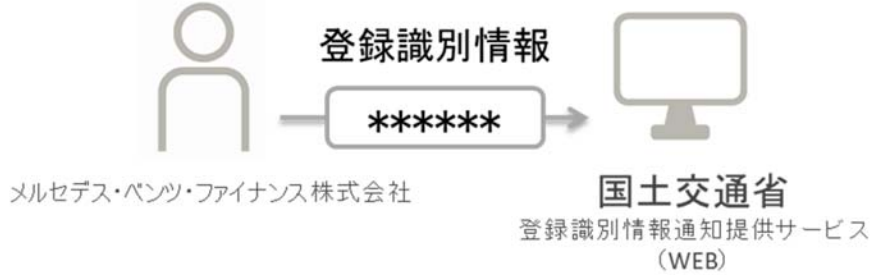 登録識別情報
******
メルセデス・ベンツ・ファイナンス株式会社
国土交通省
登録識別情報通知提供サービス
(WEB)